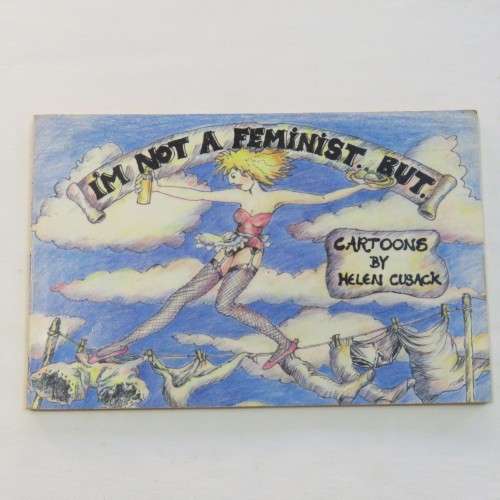 I'M NOT A FEMINIST... BUT.
CARTOONS
BY
HELEN CUSACK